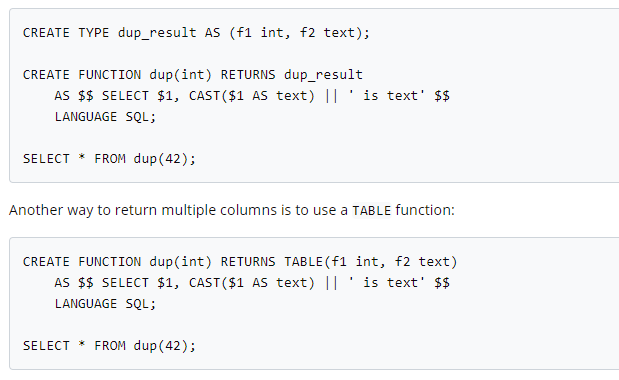 CREATE TYPE dup_result AS (f1 int, f2 text);

CREATE FUNCTION dup(int) RETURNS dup_result
    AS $$ SELECT $1, CAST($1 AS text) || ' is text' $$
    LANGUAGE SQL;

SELECT * FROM dup(42);
Another way to return multiple columns is to use a TABLE function:
CREATE FUNCTION dup(int) RETURNS TABLE(f1 int, f2 text)
    AS $$ SELECT $1, CAST($1 AS text) || ' is text' $$
    LANGUAGE SQL;

SELECT * FROM dup(42);